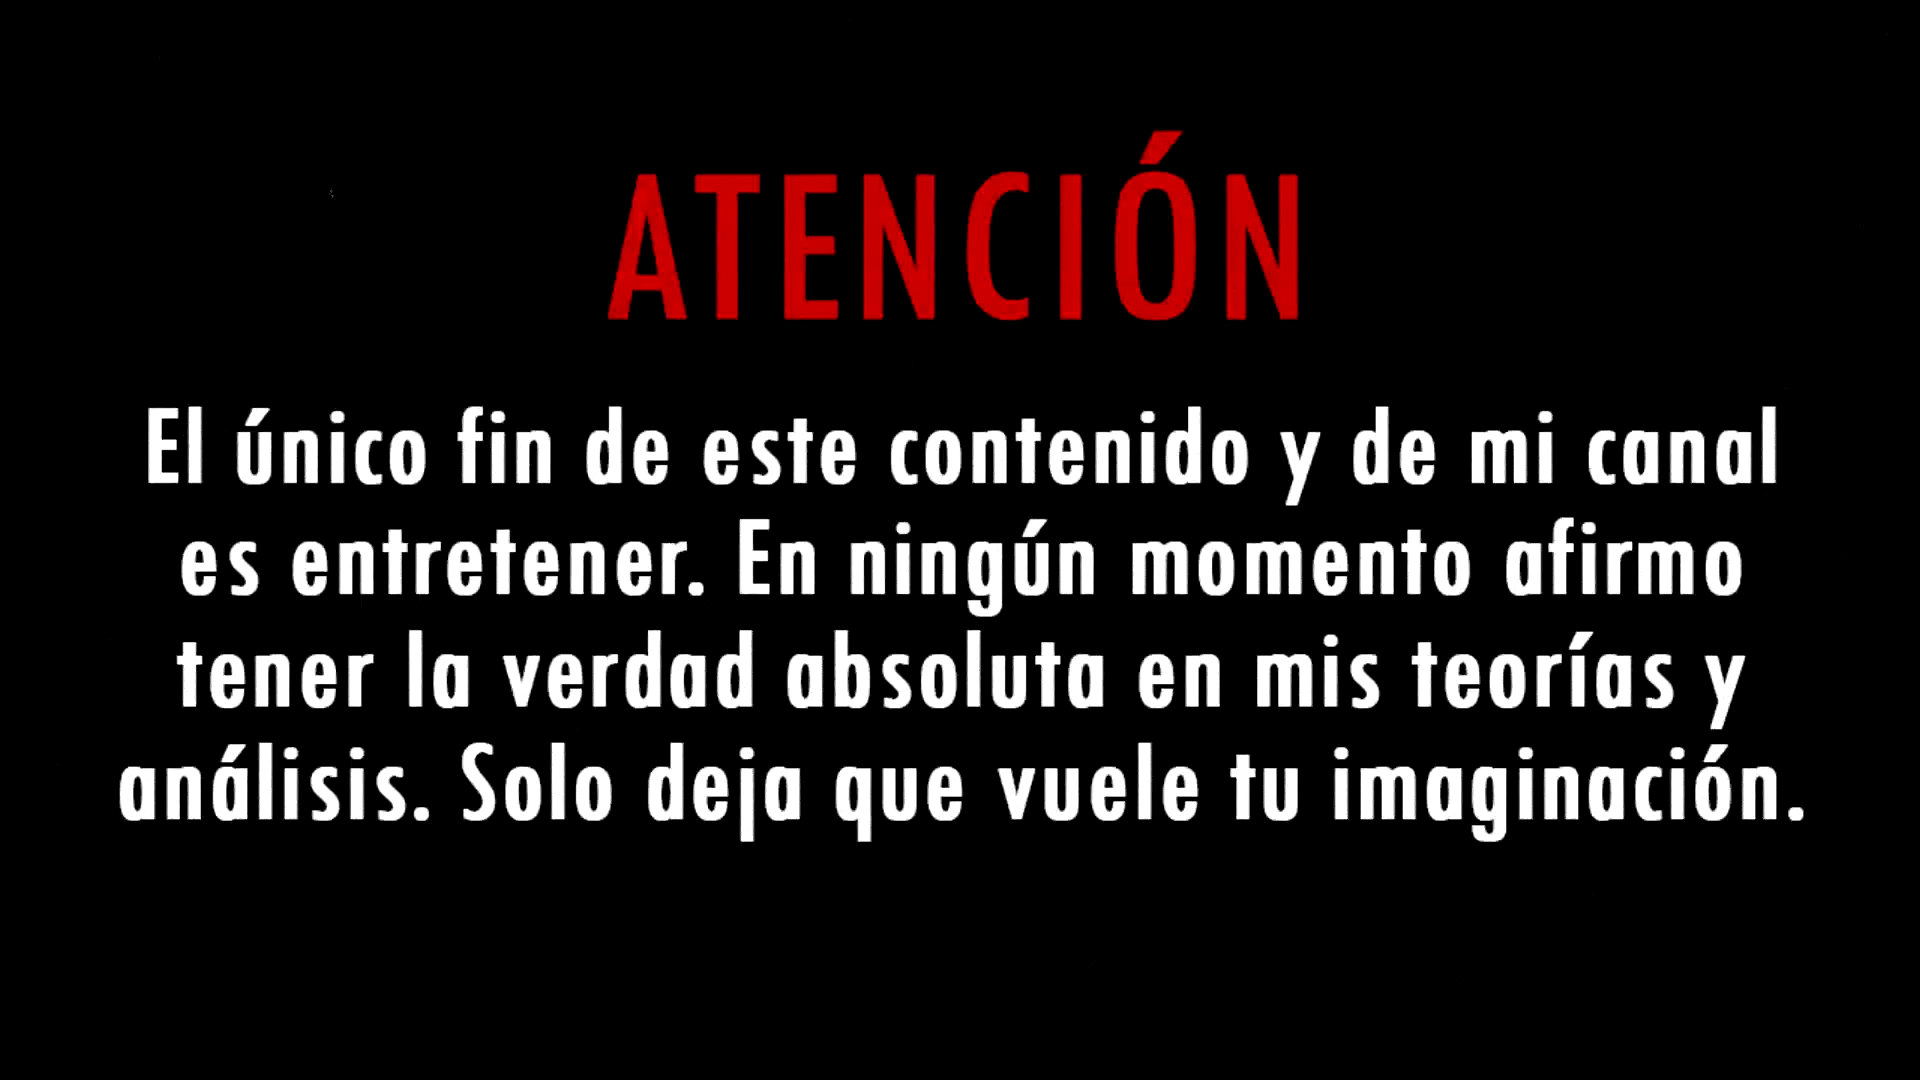 ATENCIÓN
El único fin de este contenido y de mi canal
es entretener. En ningún momento afirmo
tener la verdad absoluta en mis teorías y
análisis. Solo deja que vuele tu imaginación.